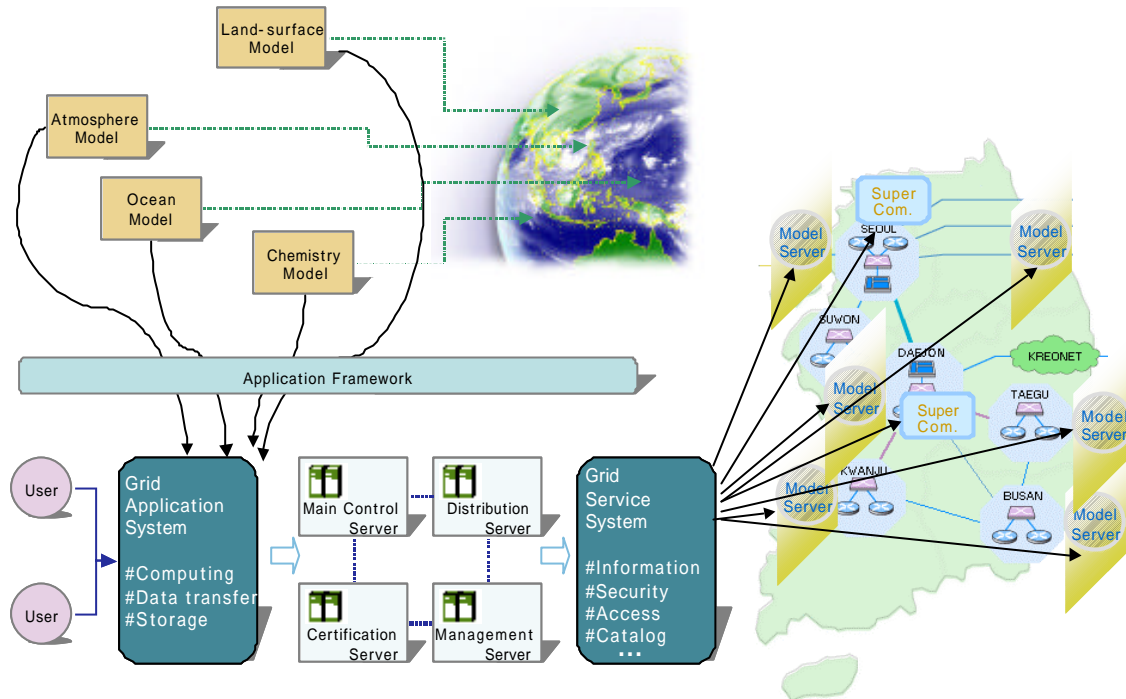 Land-surface
Model
Atmosphere
Model
Ocean
Model
Chemistry
Model
Application Framework
User
User
Grid
Application
System
#Computing
#Data transfer
#Storage
Main Control
Server
Distribution
Server
Certification
Server
Management
Server
Grid
Service
System
#Information
#Security
#Access
#Catalog
...
Super
Com.
SEOUL
Model
Server
Model
Server
SUWON
DAEJON
KREONET
Model
Server
Super
Com.
TAEGU
Model
Server
KWANJU
Model
Server
BUSAN
Model
Server